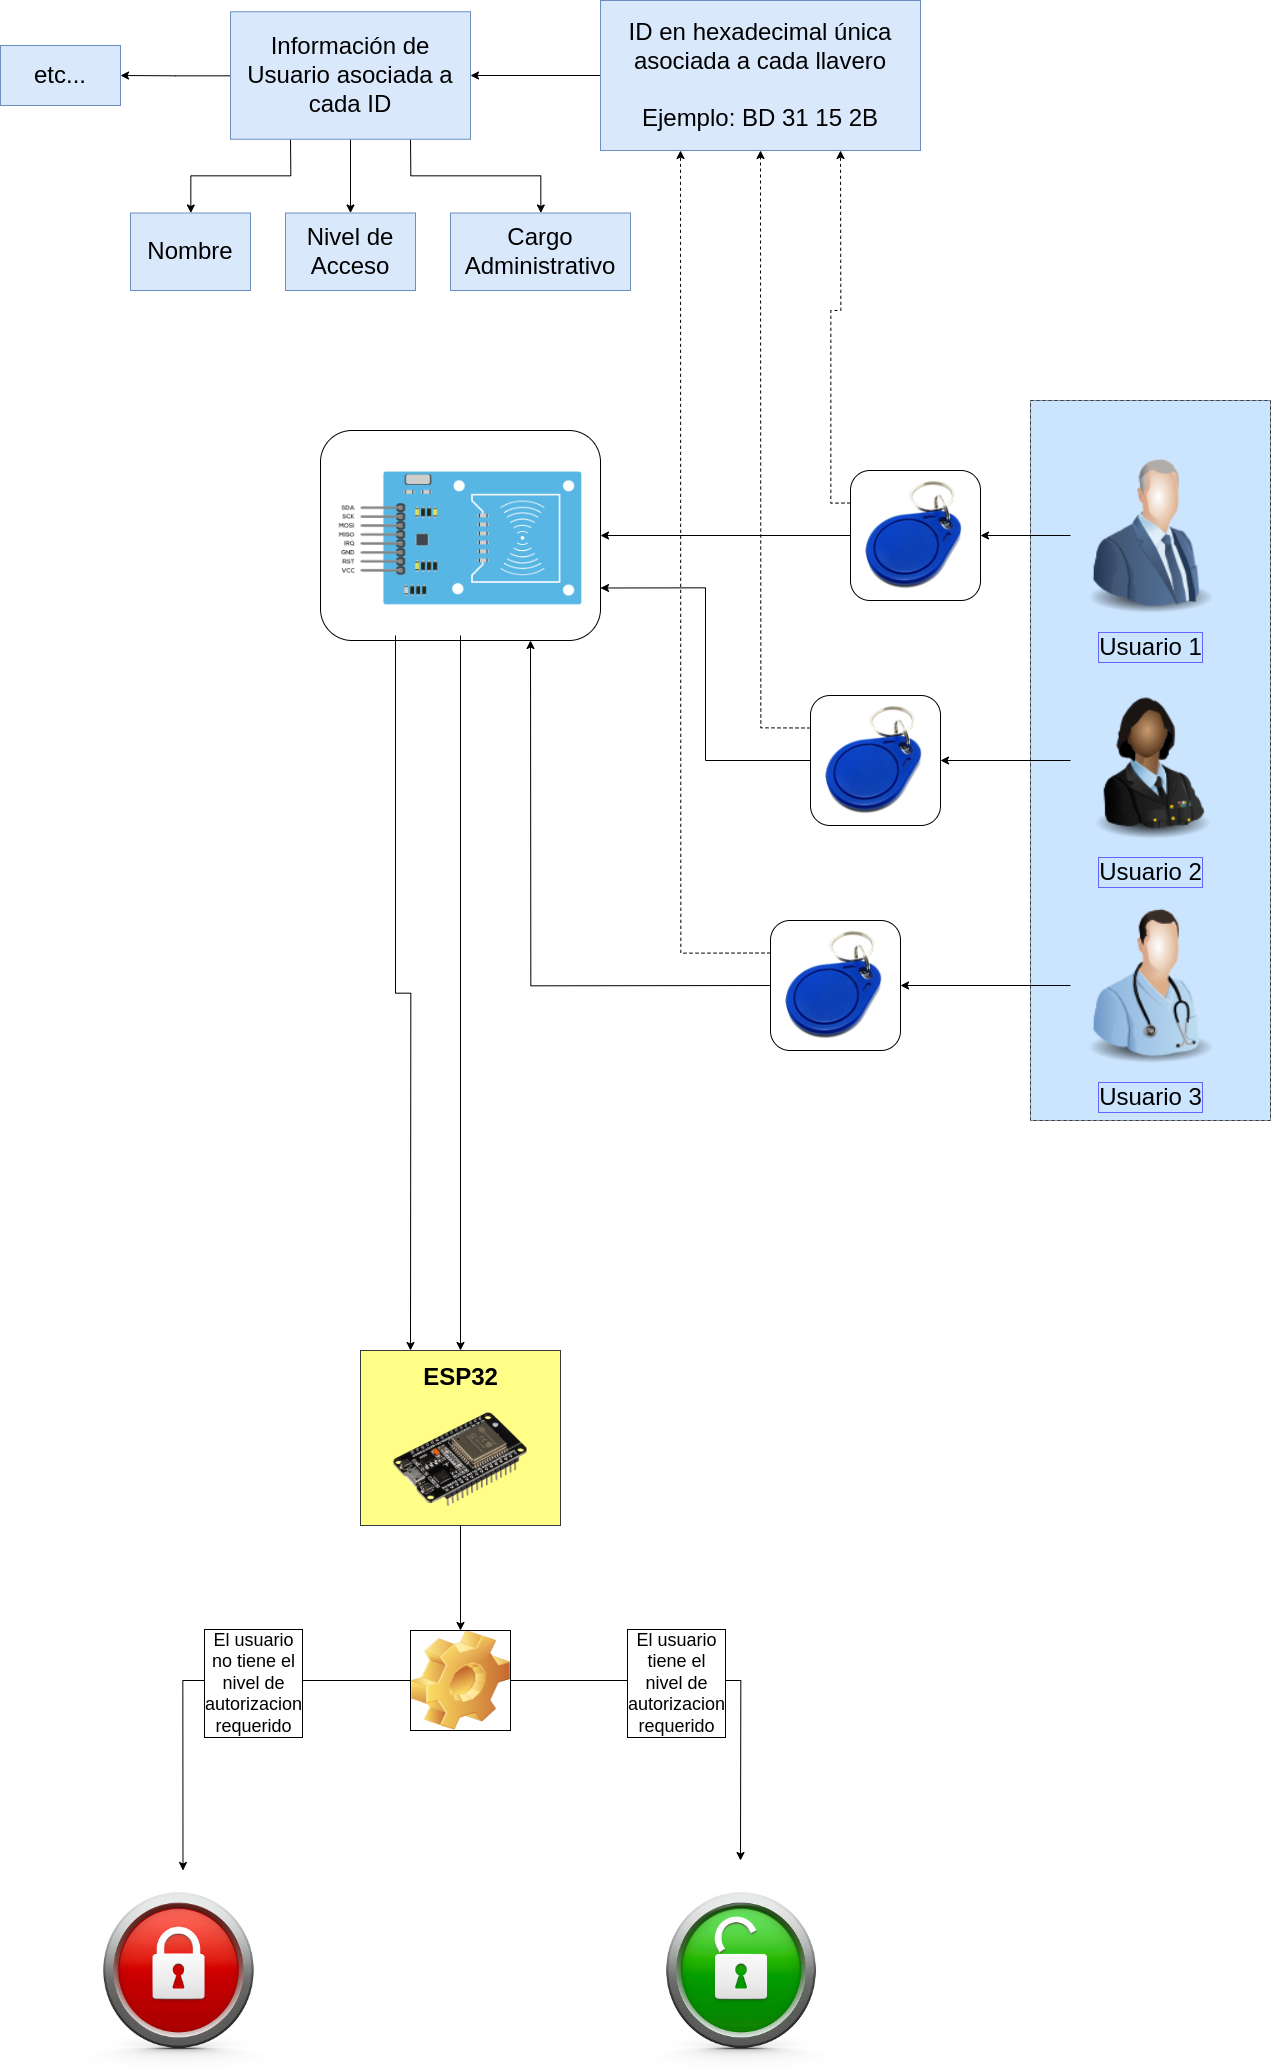 ID en hexadecimal única
asociada a cada llavero
Ejemplo: BD 31 15 2B
Información de
Usuario asociada a
cada ID
etc...
Nombre
Nivel de
Acceso
Cargo
Administrativo
SDA
SCK
MOSI
MISO
IRQ
GND
RST
VCC
Usuario 1
Usuario 2
Usuario 3
ESP32
El usuario
no tiene el
nivel de
autorizacion
requerido
El usuario
tiene el
nivel de
autorizacion
requerido